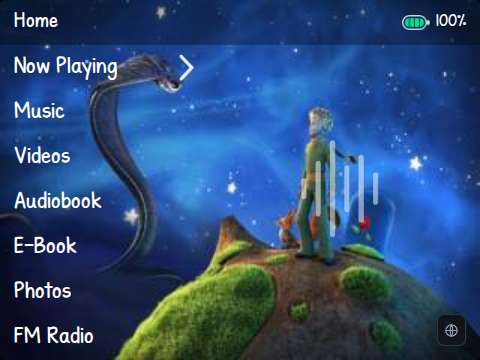 Home
100%
Now Playing
Music
Videos
Audiobook
E-Book
Photos
FM Radio